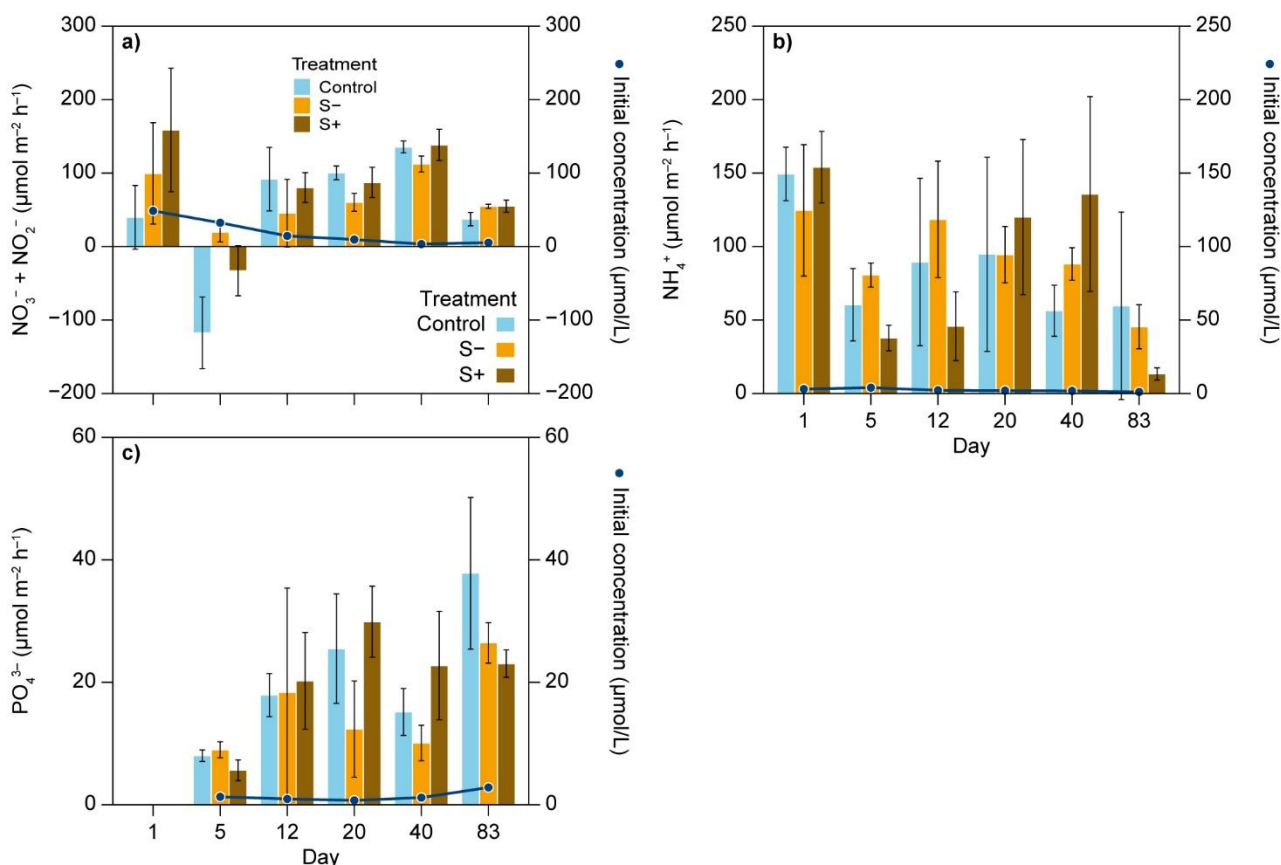 a)
300
200
100
0
−100
−200
NO₃⁻ + NO₂⁻ (µmol m⁻² h⁻¹)
Treatment
Control
S−
S+
Treatment
Control
S−
S+
300
200
100
0
−100
−200
Initial concentration (µmol/L)
b)
250
200
150
100
50
0
NH₄⁺ (µmol m⁻² h⁻¹)
250
200
150
100
50
0
Initial concentration (µmol/L)
1 5 12 20 40 83
Day
c)
60
40
20
0
PO₄³⁻ (µmol m⁻² h⁻¹)
60
40
20
0
Initial concentration (µmol/L)
1 5 12 20 40 83
Day